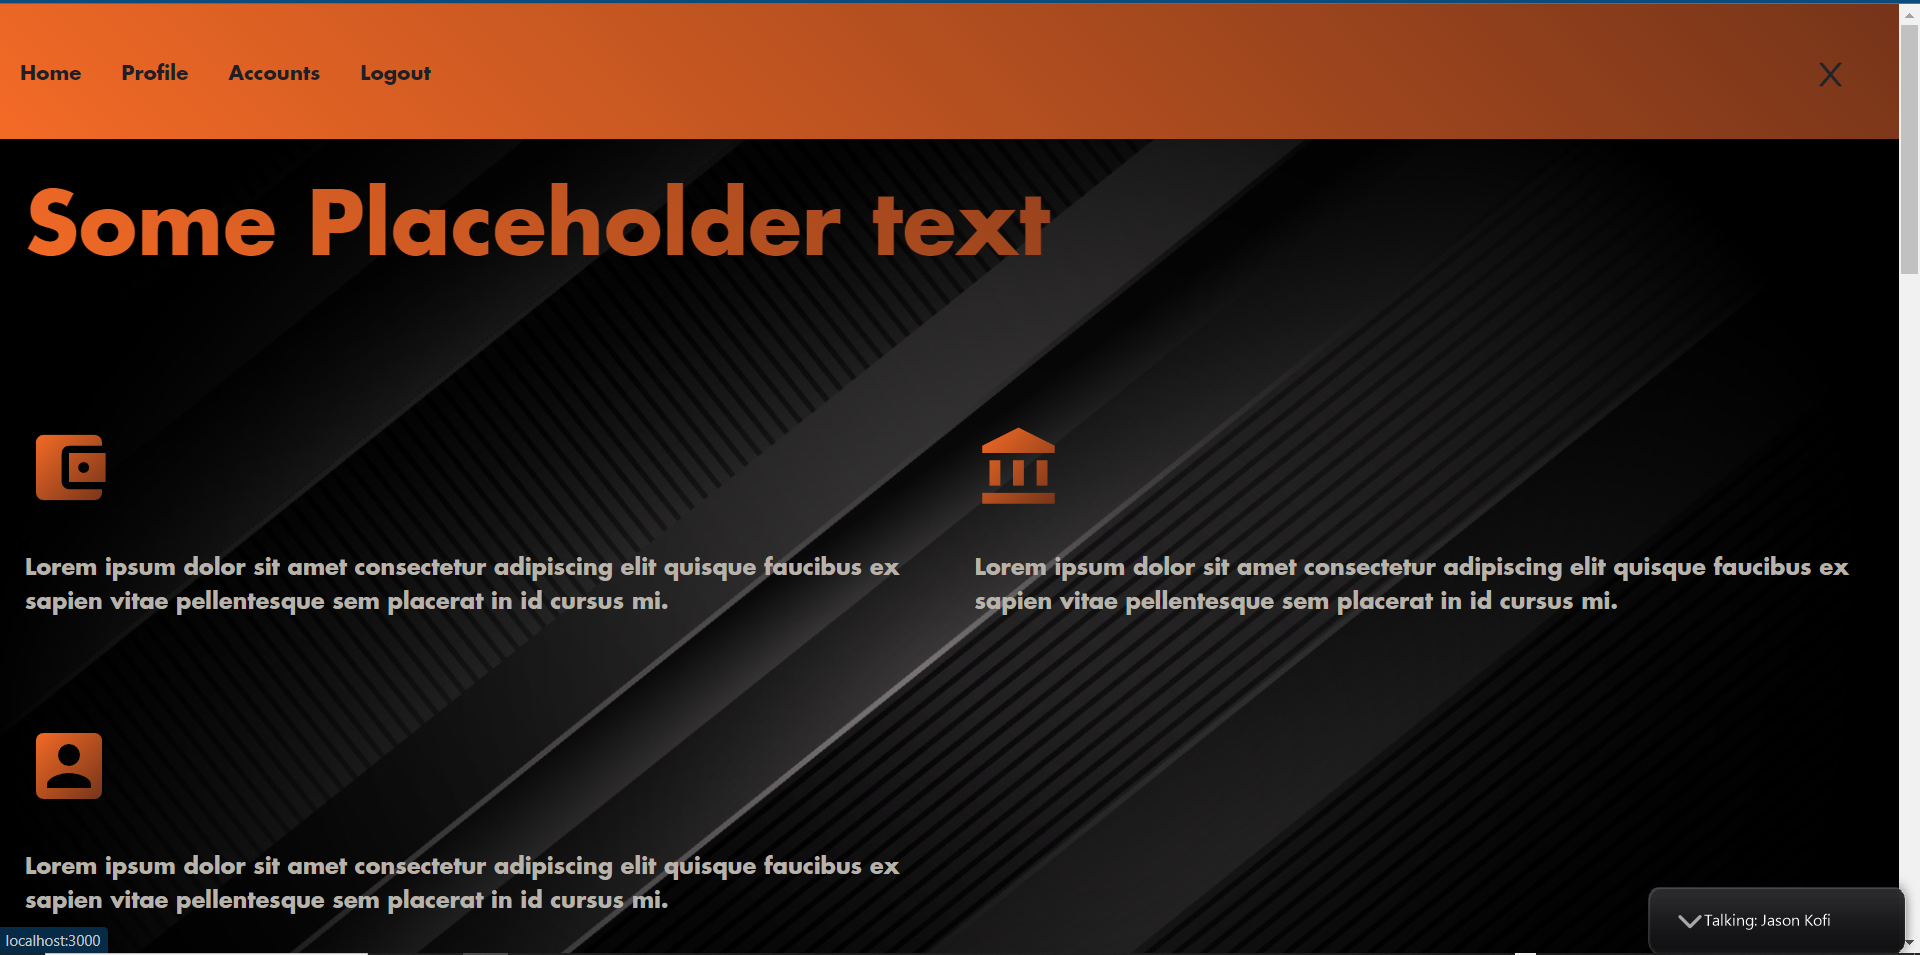 Home Profile Accounts Logout X
Some Placeholder text
Lorem ipsum dolor sit amet consectetur adipiscing elit quisque faucibus ex
sapien vitae pellentesque sem placerat in id cursus mi.
Lorem ipsum dolor sit amet consectetur adipiscing elit quisque faucibus ex
sapien vitae pellentesque sem placerat in id cursus mi.
Lorem ipsum dolor sit amet consectetur adipiscing elit quisque faucibus ex
sapien vitae pellentesque sem placerat in id cursus mi.
Talking: Jason Kofi
localhost:3000